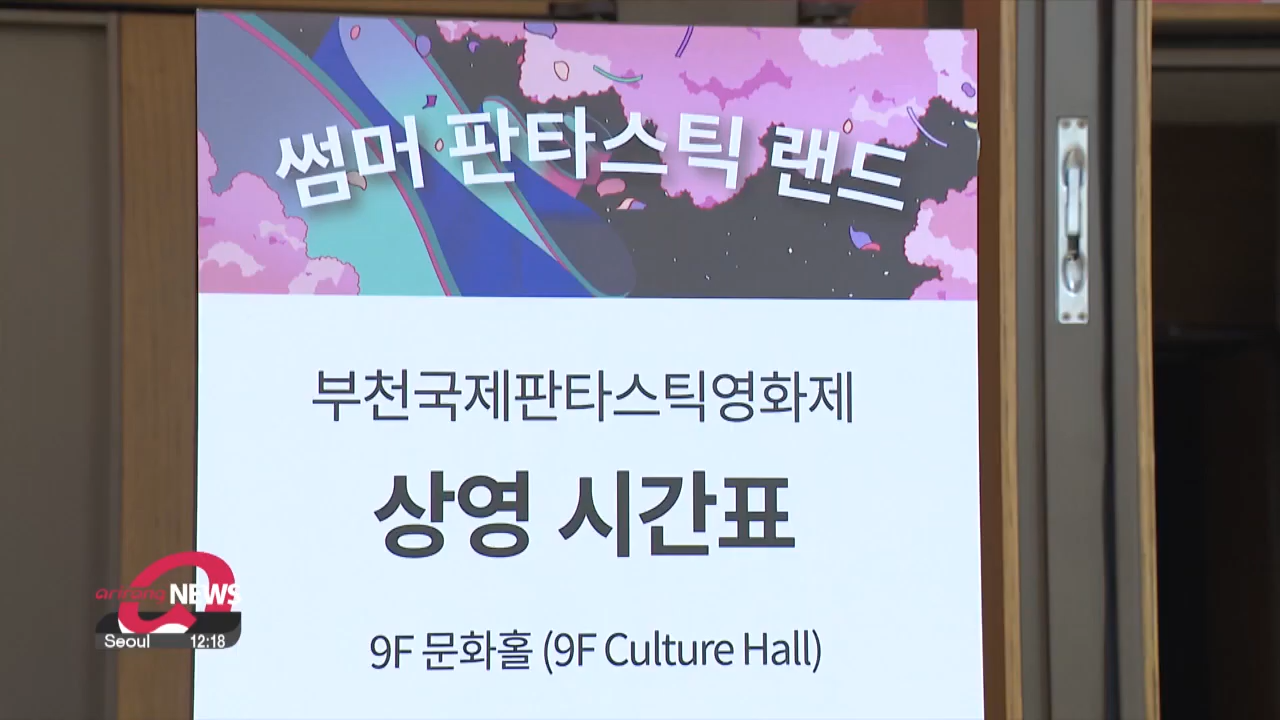 썸머 판타스틱 랜드
부천국제판타스틱영화제
상영 시간표
9F 문화홀 (9F Culture Hall)
arirang NEWS
Seoul 12:18